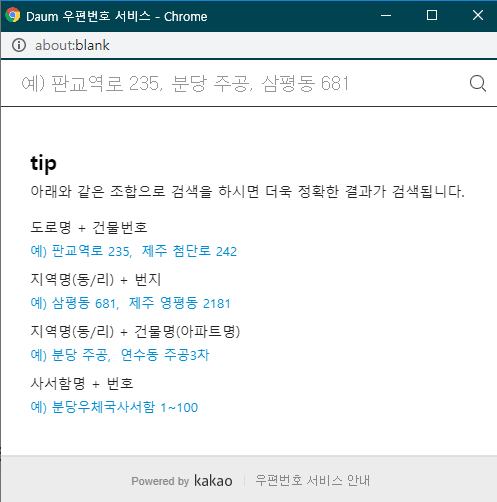 Daum 우편번호 서비스 - Chrome
about:blank
예) 판교역로 235, 분당 주공, 삼평동 681
tip
아래와 같은 조합으로 검색을 하시면 더욱 정확한 결과가 검색됩니다.
도로명 + 건물번호
예) 판교역로 235, 제주 첨단로 242
지역명(동/리) + 번지
예) 삼평동 681, 제주 영평동 2181
지역명(동/리) + 건물명(아파트명)
예) 분당 주공, 연수동 주공3차
사서함명 + 번호
예) 분당우체국사서함 1~100
Powered by kakao 우편번호 서비스 안내